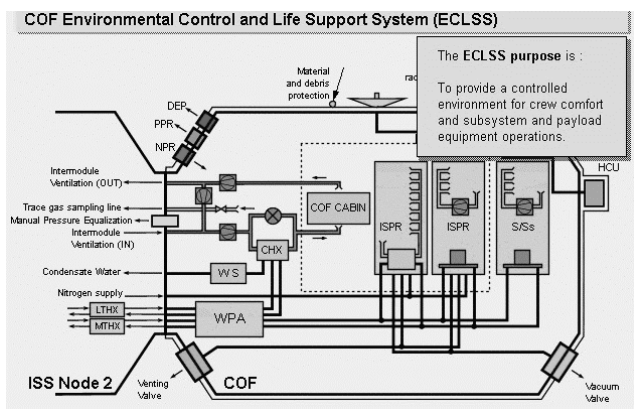 COF Environmental Control and Life Support System (ECLSS)
The ECLSS purpose is :
To provide a controlled
environment for crew comfort
and subsystem and payload
equipment operations.
Material
and debris
protection
DEP
PPR
NPR
HCU
Intermodule
Ventilation (OUT)
Trace gas sampling line
Manual Pressure Equalization
Intermodule
Ventilation (IN)
COF CABIN
ISPR
ISPR
S/Ss
CHX
Condensate Water
WS
Nitrogen supply
LTHX
MTHX
WPA
ISS Node 2
Venting
Valve
COF
Vacuum
Valve